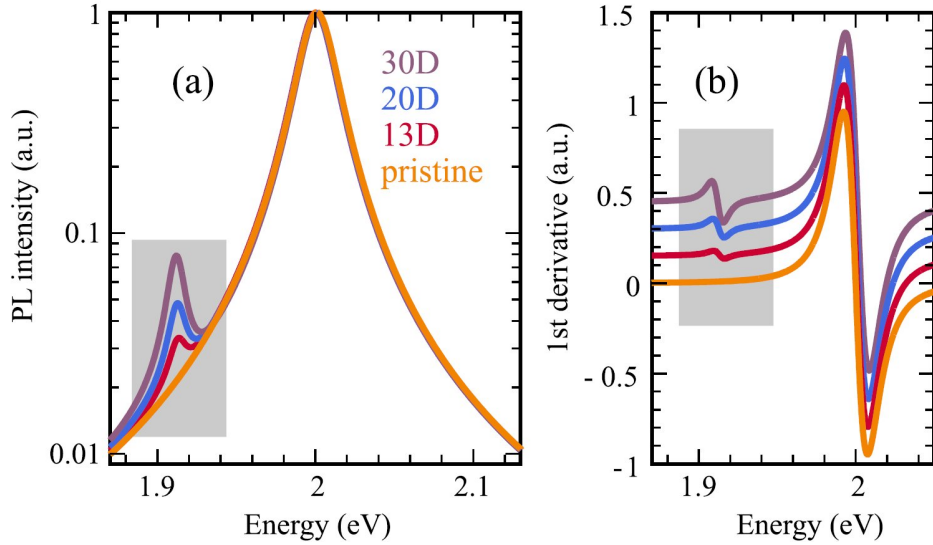 (a)
30D
20D
13D
pristine
PL intensity (a.u.)
1
0.1
0.01
1.9
2
2.1
Energy (eV)
(b)
1st derivative (a.u.)
1.5
1
0.5
0
- 0.5
-1
1.9
2
Energy (eV)